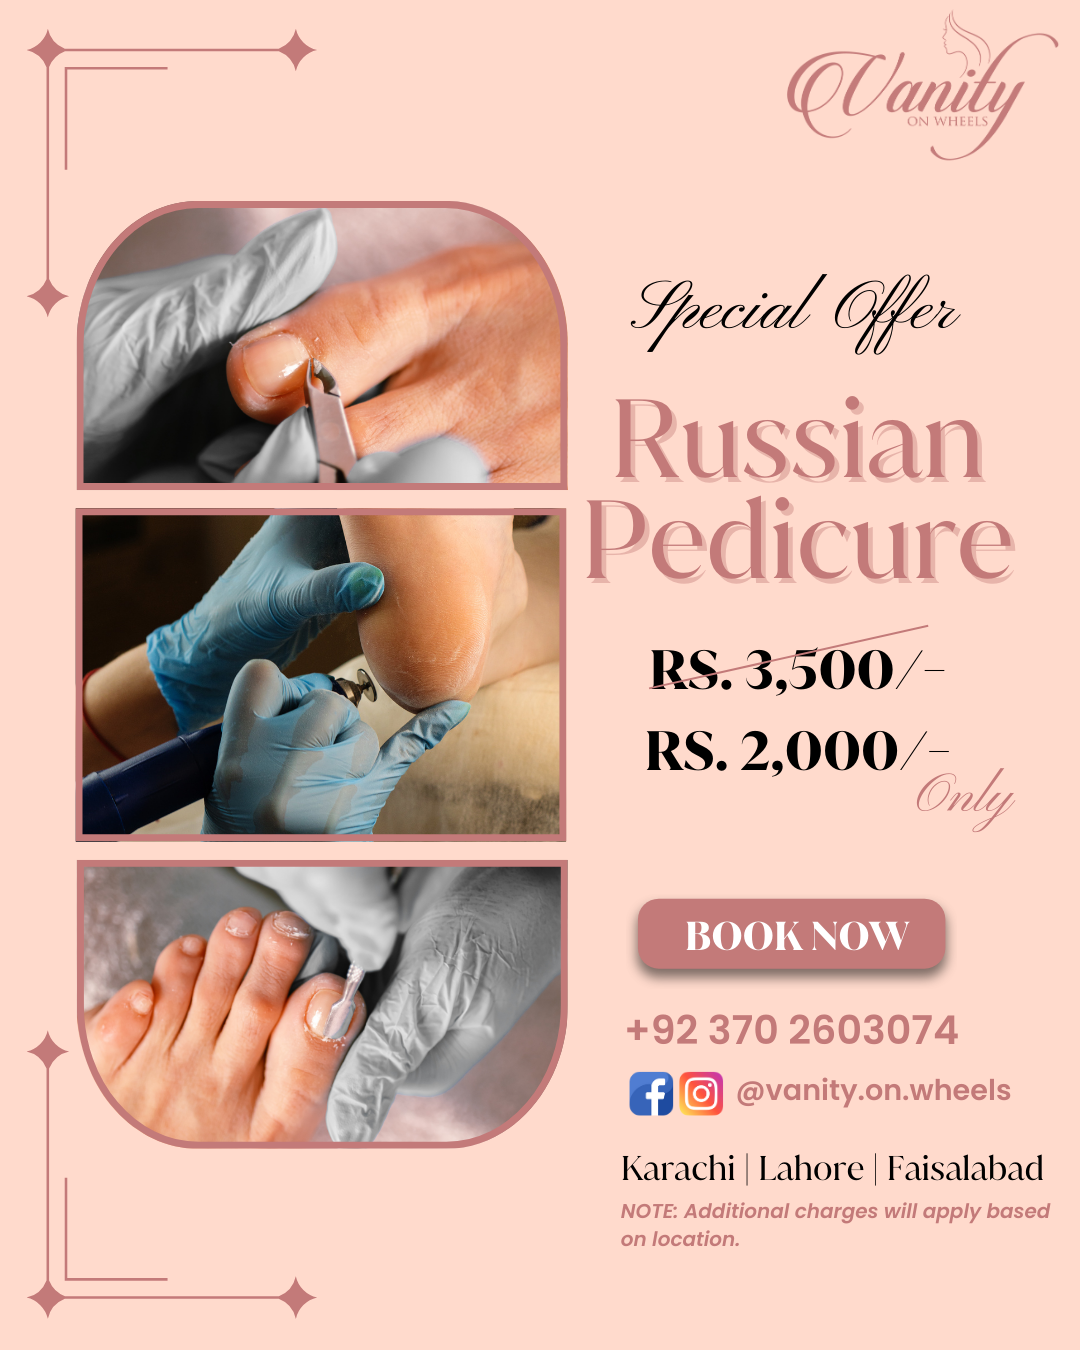 Vanity
ON WHEELS
Special Offer
Russian
Pedicure
RS. 3,500/-
RS. 2,000/-
Only
BOOK NOW
+92 370 2603074
@vanity.on.wheels
Karachi | Lahore | Faisalabad
NOTE: Additional charges will apply based
on location.